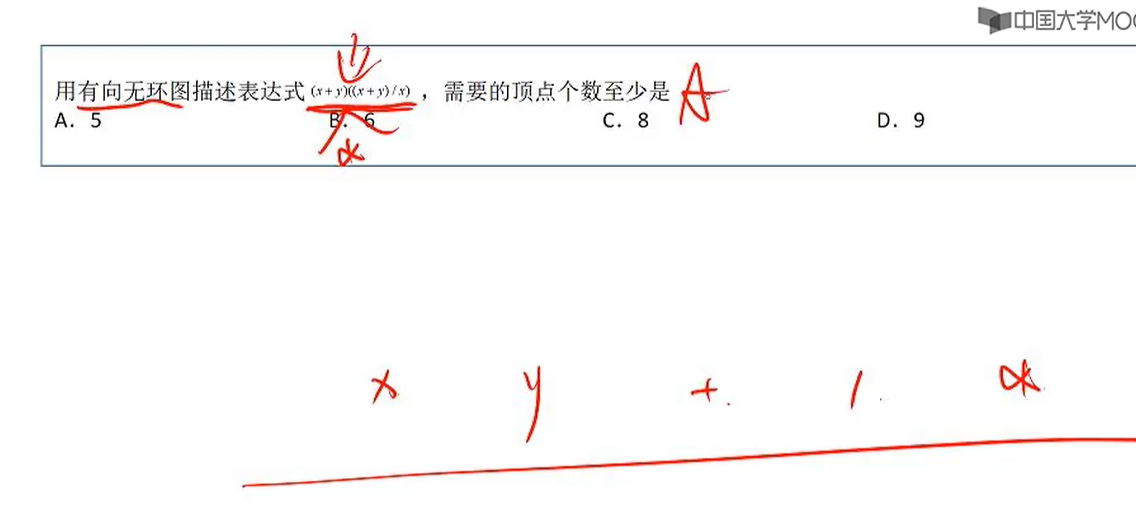 中国大学MOO
用有向无环图描述表达式 (x+y)((x+y)/x) ，需要的顶点个数至少是 A
A. 5 B. 6 C. 8 D. 9
*
x y + / *